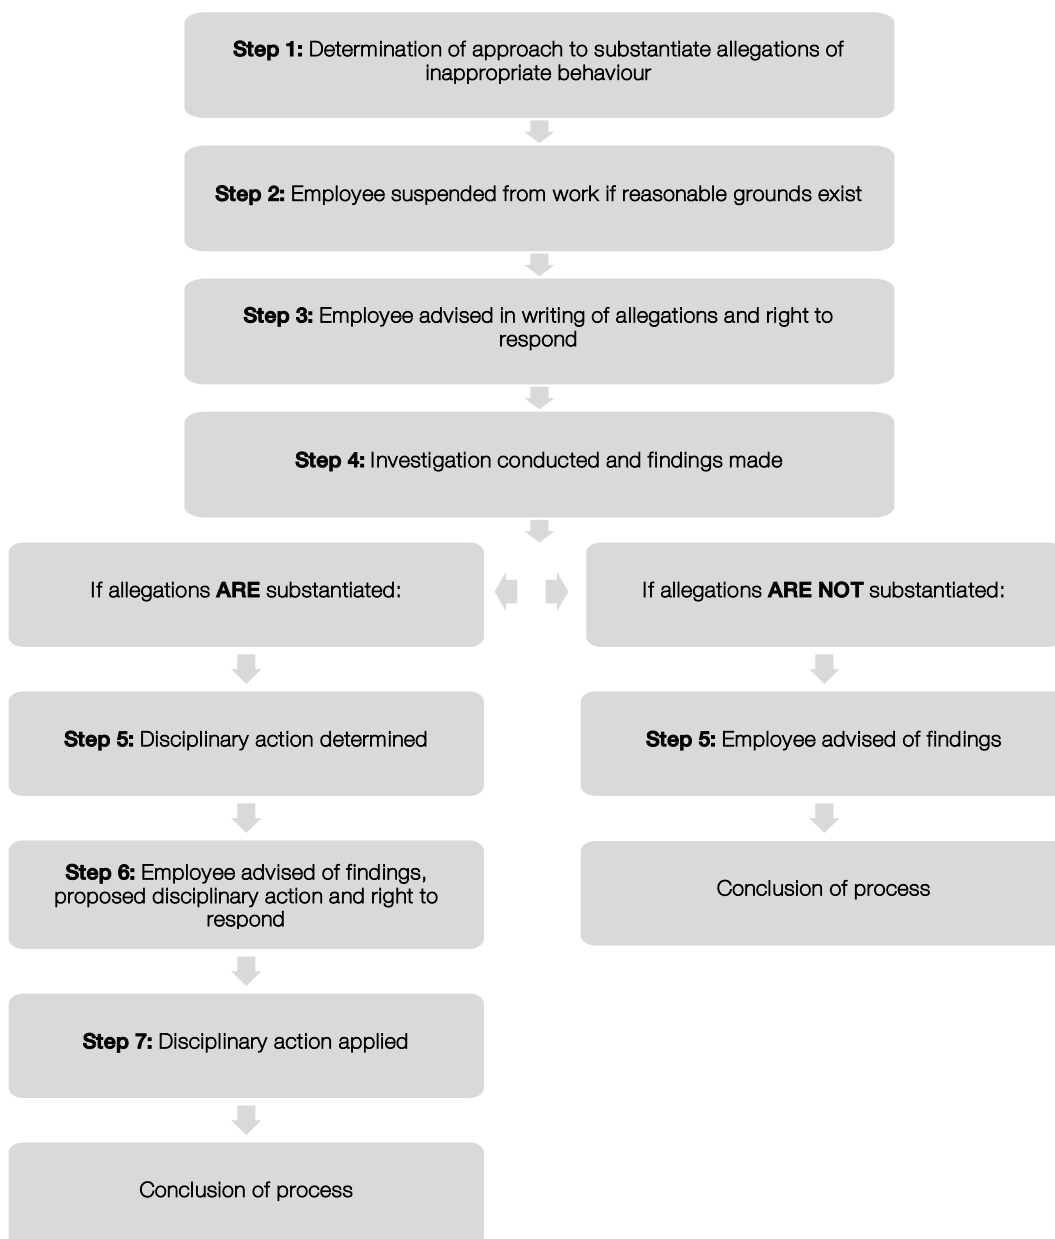 Step 1: Determination of approach to substantiate allegations of
inappropriate behaviour
Step 2: Employee suspended from work if reasonable grounds exist
Step 3: Employee advised in writing of allegations and right to
respond
Step 4: Investigation conducted and findings made
If allegations ARE substantiated:
If allegations ARE NOT substantiated:
Step 5: Disciplinary action determined
Step 5: Employee advised of findings
Step 6: Employee advised of findings,
proposed disciplinary action and right to
respond
Conclusion of process
Step 7: Disciplinary action applied
Conclusion of process